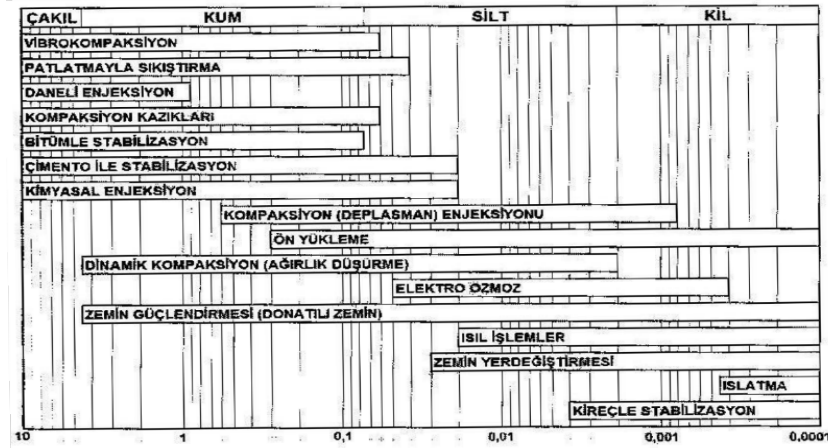 ÇAKIL KUM SİLT KİL
VİBROKOMPAKSİYON
PATLATMAYLA SIKIŞTIRMA
DANELİ ENJEKSİYON
KOMPAKSİYON KAZIKLARI
BİTÜMLE STABİLİZASYON
ÇİMENTO İLE STABİLİZASYON
KİMYASAL ENJEKSİYON
KOMPAKSİYON (DEPLASMAN) ENJEKSİYONU
ÖN YÜKLEME
DİNAMİK KOMPAKSİYON (AĞIRLIK DÜŞÜRME)
ELEKTRO OZMOZ
ZEMİN GÜÇLENDİRMESİ (DONATILI ZEMİN)
ISIL İŞLEMLER
ZEMİN YERDEĞİŞTİRMESİ
ISLATMA
KİREÇLE STABİLİZASYON
10 1 0,1 0,01 0,001 0,0001